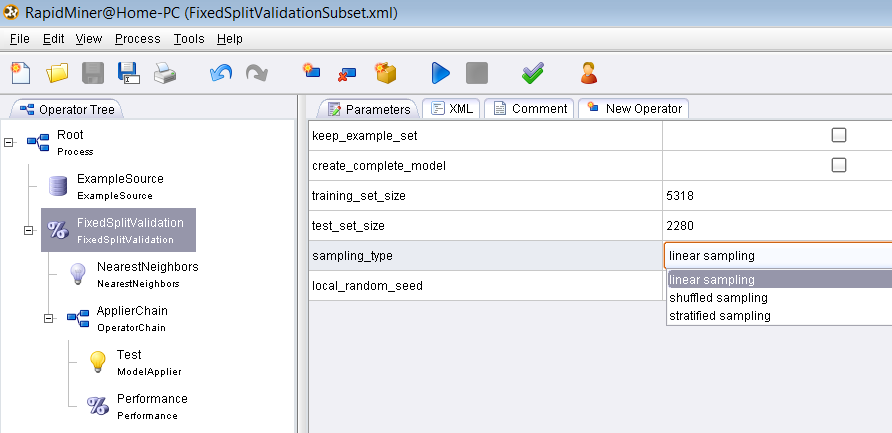 RapidMiner@Home-PC (FixedSplitValidationSubset.xml)
File Edit View Process Tools Help
Operator Tree
Parameters XML Comment New Operator
Root
Process
ExampleSource
ExampleSource
FixedSplitValidation
FixedSplitValidation
NearestNeighbors
NearestNeighbors
ApplierChain
OperatorChain
Test
ModelApplier
Performance
Performance
keep_example_set
create_complete_model
training_set_size 5318
test_set_size 2280
sampling_type linear sampling
linear sampling
shuffled sampling
stratified sampling
local_random_seed